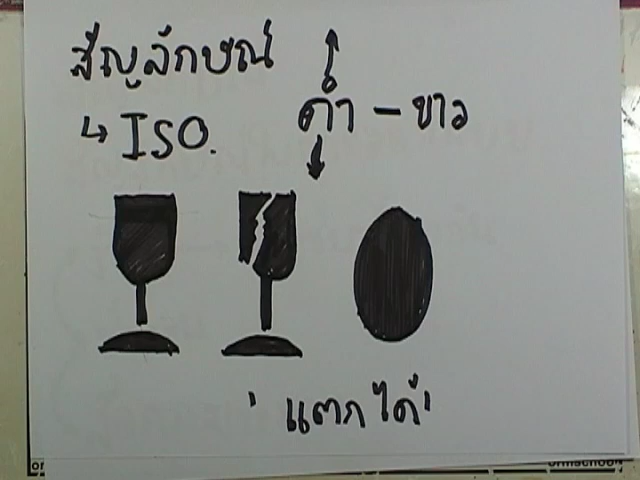 สัญลักษณ์
↳ ISO.
ดำ - ขาว
' แตกได้'